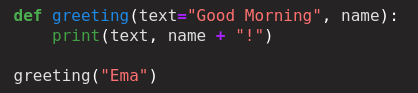 def greeting(text="Good Morning", name):
    print(text, name + "!")

greeting("Ema")